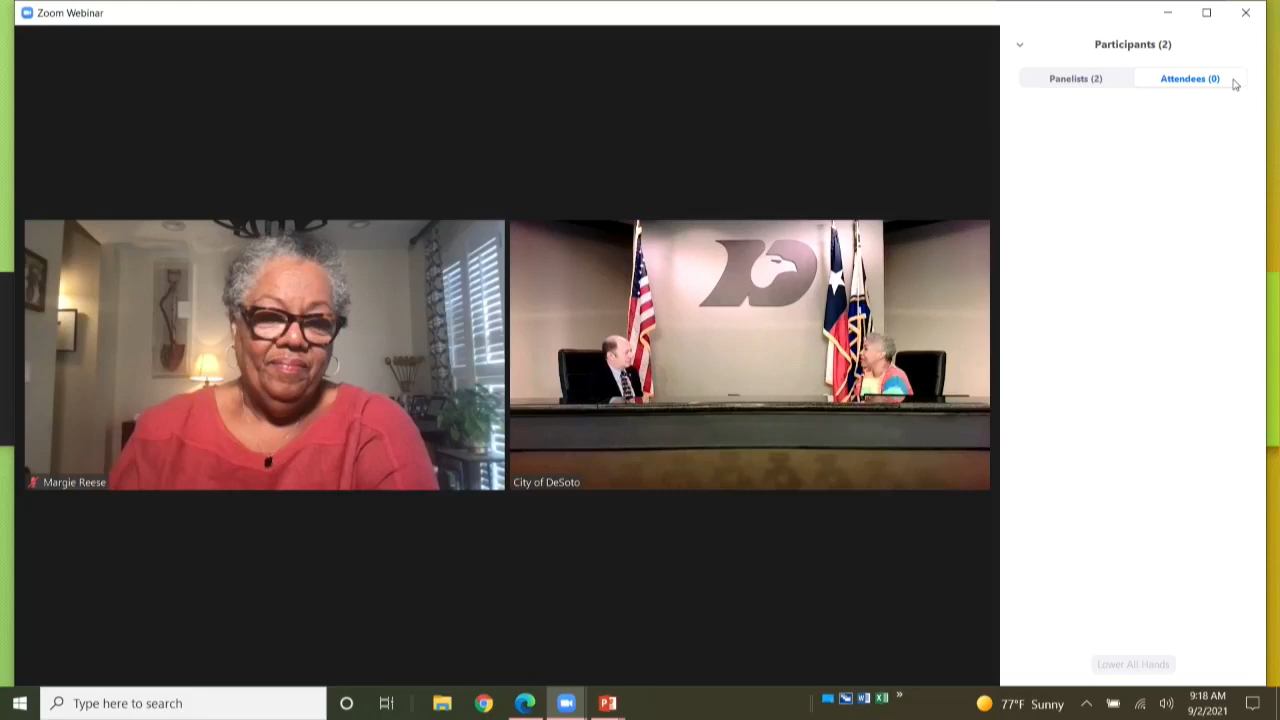 Zoom Webinar
Participants (2)
Panelists (2)
Attendees (0)
Margie Reese
City of DeSoto
Lower All Hands
Type here to search
77°F Sunny
9:18 AM
9/2/2021